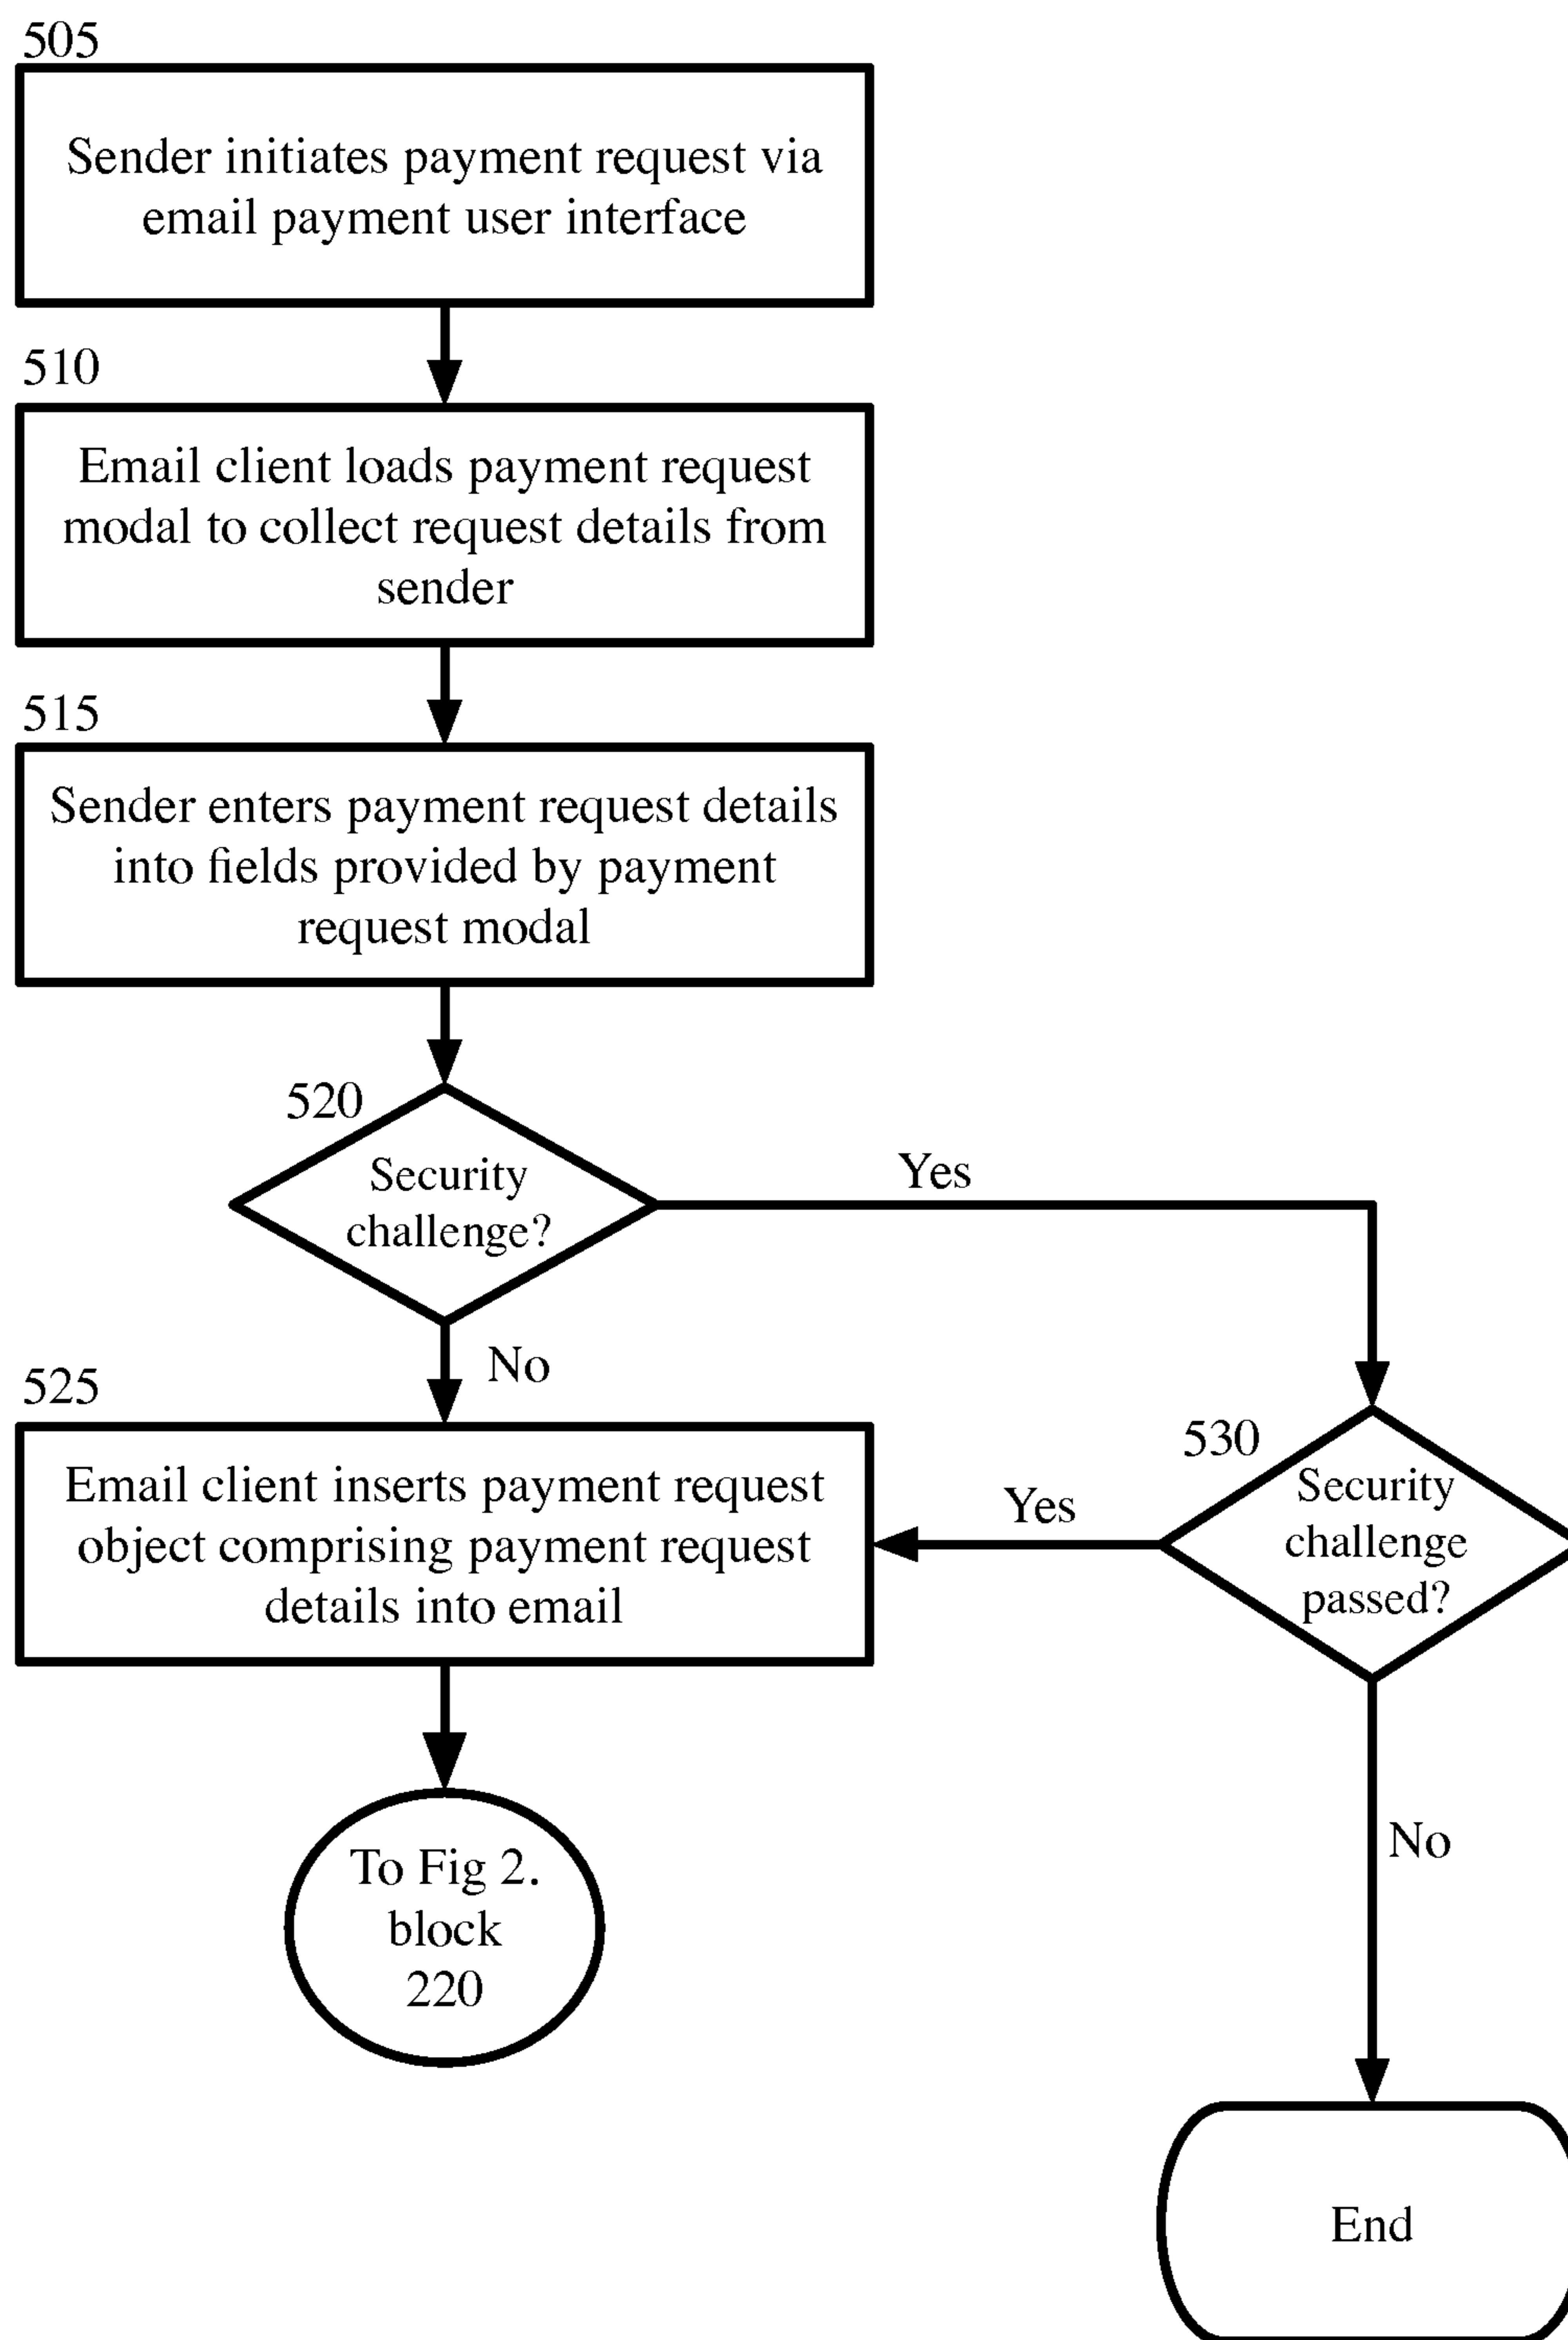 505
Sender initiates payment request via
email payment user interface
510
Email client loads payment request
modal to collect request details from
sender
515
Sender enters payment request details
into fields provided by payment
request modal
520
Security
challenge?
Yes
No
525
Email client inserts payment request
object comprising payment request
details into email
Yes
530
Security
challenge
passed?
To Fig 2.
block
220
No
End